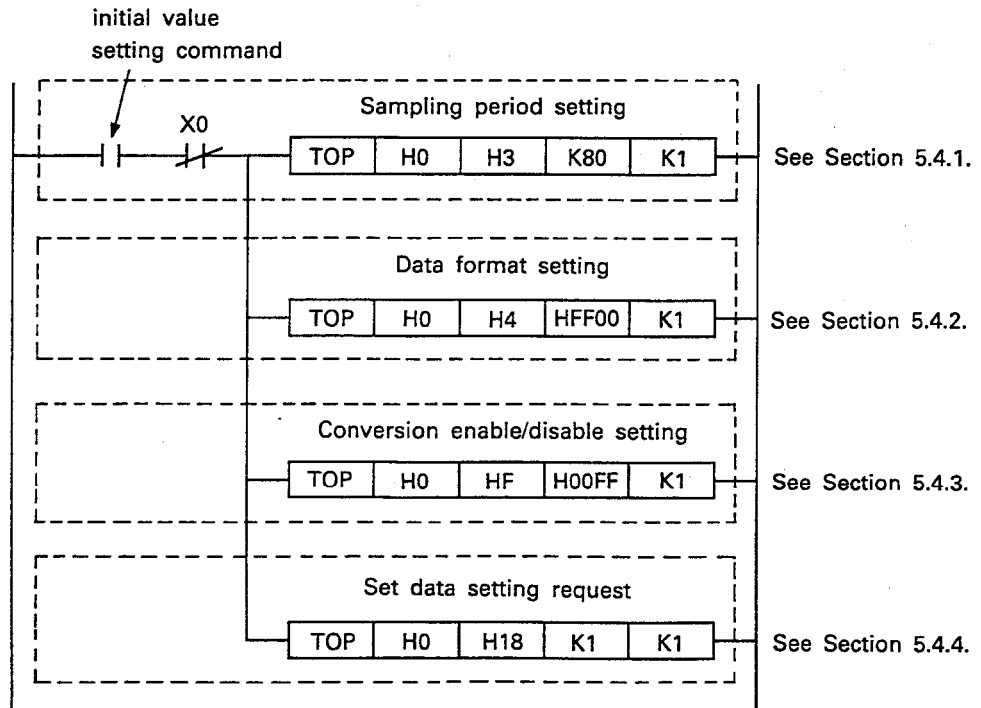 initial value
setting command
Sampling period setting
X0
TOP H0 H3 K80 K1
See Section 5.4.1.
Data format setting
TOP H0 H4 HFF00 K1
See Section 5.4.2.
Conversion enable/disable setting
TOP H0 HF H00FF K1
See Section 5.4.3.
Set data setting request
TOP H0 H18 K1 K1
See Section 5.4.4.